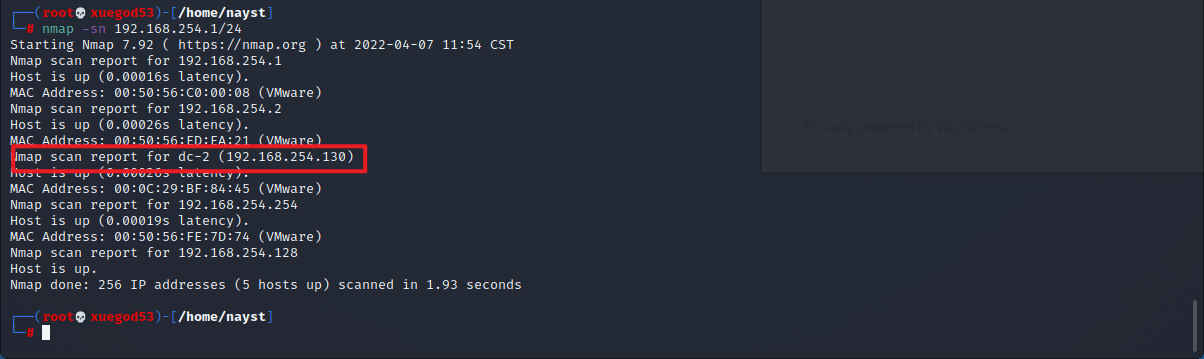 ┌──(root💀xuegod53)-[/home/nayst]
└─# nmap -sn 192.168.254.1/24
Starting Nmap 7.92 ( https://nmap.org ) at 2022-04-07 11:54 CST
Nmap scan report for 192.168.254.1
Host is up (0.00016s latency).
MAC Address: 00:50:56:C0:00:08 (VMware)
Nmap scan report for 192.168.254.2
Host is up (0.00026s latency).
MAC Address: 00:50:56:ED:EA:21 (VMware)
Nmap scan report for dc-2 (192.168.254.130)
Host is up (0.00026s latency).
MAC Address: 00:0C:29:BF:84:45 (VMware)
Nmap scan report for 192.168.254.254
Host is up (0.00019s latency).
MAC Address: 00:50:56:FE:7D:74 (VMware)
Nmap scan report for 192.168.254.128
Host is up.
Nmap done: 256 IP addresses (5 hosts up) scanned in 1.93 seconds
┌──(root💀xuegod53)-[/home/nayst]
└─#
Proudly powered by WordPress